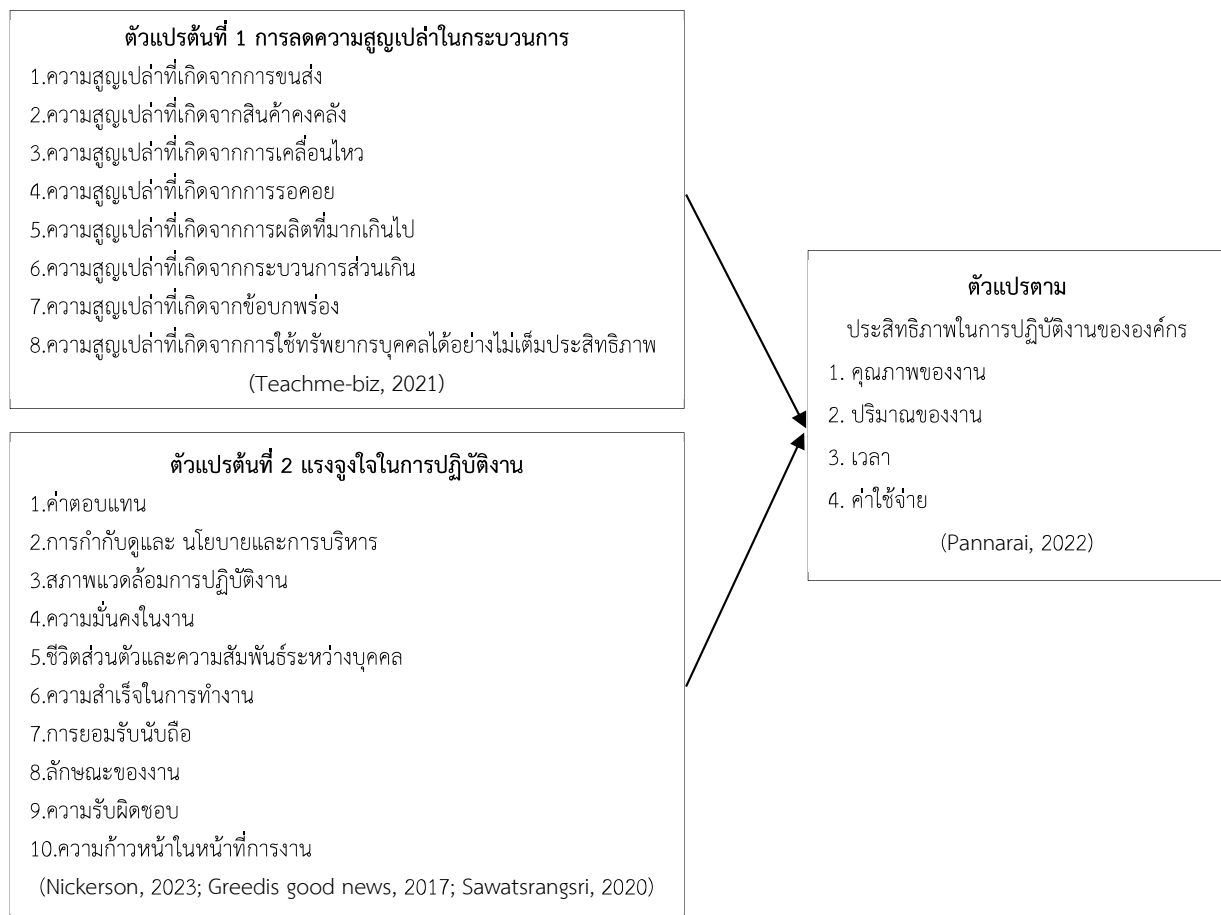 ตัวแปรต้นที่ 1 การลดความสูญเปล่าในกระบวนการ
1.ความสูญเปล่าที่เกิดจากการขนส่ง
2.ความสูญเปล่าที่เกิดจากสินค้าคงคลัง
3.ความสูญเปล่าที่เกิดจากการเคลื่อนไหว
4.ความสูญเปล่าที่เกิดจากการรอคอย
5.ความสูญเปล่าที่เกิดจากการผลิตที่มากเกินไป
6.ความสูญเปล่าที่เกิดจากกระบวนการส่วนเกิน
7.ความสูญเปล่าที่เกิดจากข้อบกพร่อง
8.ความสูญเปล่าที่เกิดจากการใช้ทรัพยากรบุคคลได้อย่างไม่เต็มประสิทธิภาพ
(Teachme-biz, 2021)
ตัวแปรต้นที่ 2 แรงจูงใจในการปฏิบัติงาน
1.ค่าตอบแทน
2.การกำกับดูและ นโยบายและการบริหาร
3.สภาพแวดล้อมการปฏิบัติงาน
4.ความมั่นคงในงาน
5.ชีวิตส่วนตัวและความสัมพันธ์ระหว่างบุคคล
6.ความสำเร็จในการทำงาน
7.การยอมรับนับถือ
8.ลักษณะของงาน
9.ความรับผิดชอบ
10.ความก้าวหน้าในหน้าที่การงาน
(Nickerson, 2023; Greedis good news, 2017; Sawatsrangsri, 2020)
ตัวแปรตาม
ประสิทธิภาพในการปฏิบัติงานขององค์กร
1. คุณภาพของงาน
2. ปริมาณของงาน
3. เวลา
4. ค่าใช้จ่าย
(Pannarai, 2022)